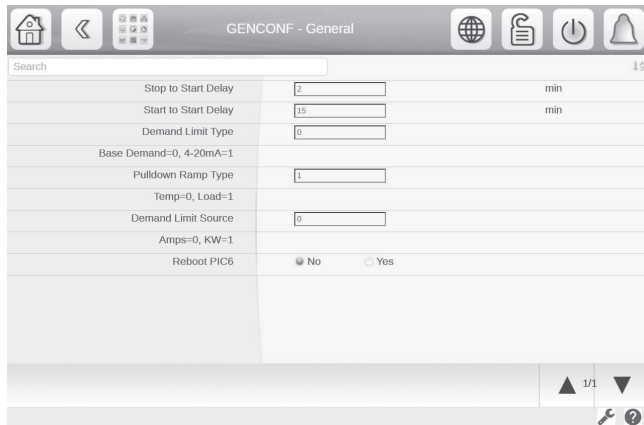 GENCONF - General
Search
Stop to Start Delay 2 min
Start to Start Delay 15 min
Demand Limit Type 0
Base Demand=0, 4-20mA=1
Pulldown Ramp Type 1
Temp=0, Load=1
Demand Limit Source 0
Amps=0, KW=1
Reboot PIC6 No Yes
1/1